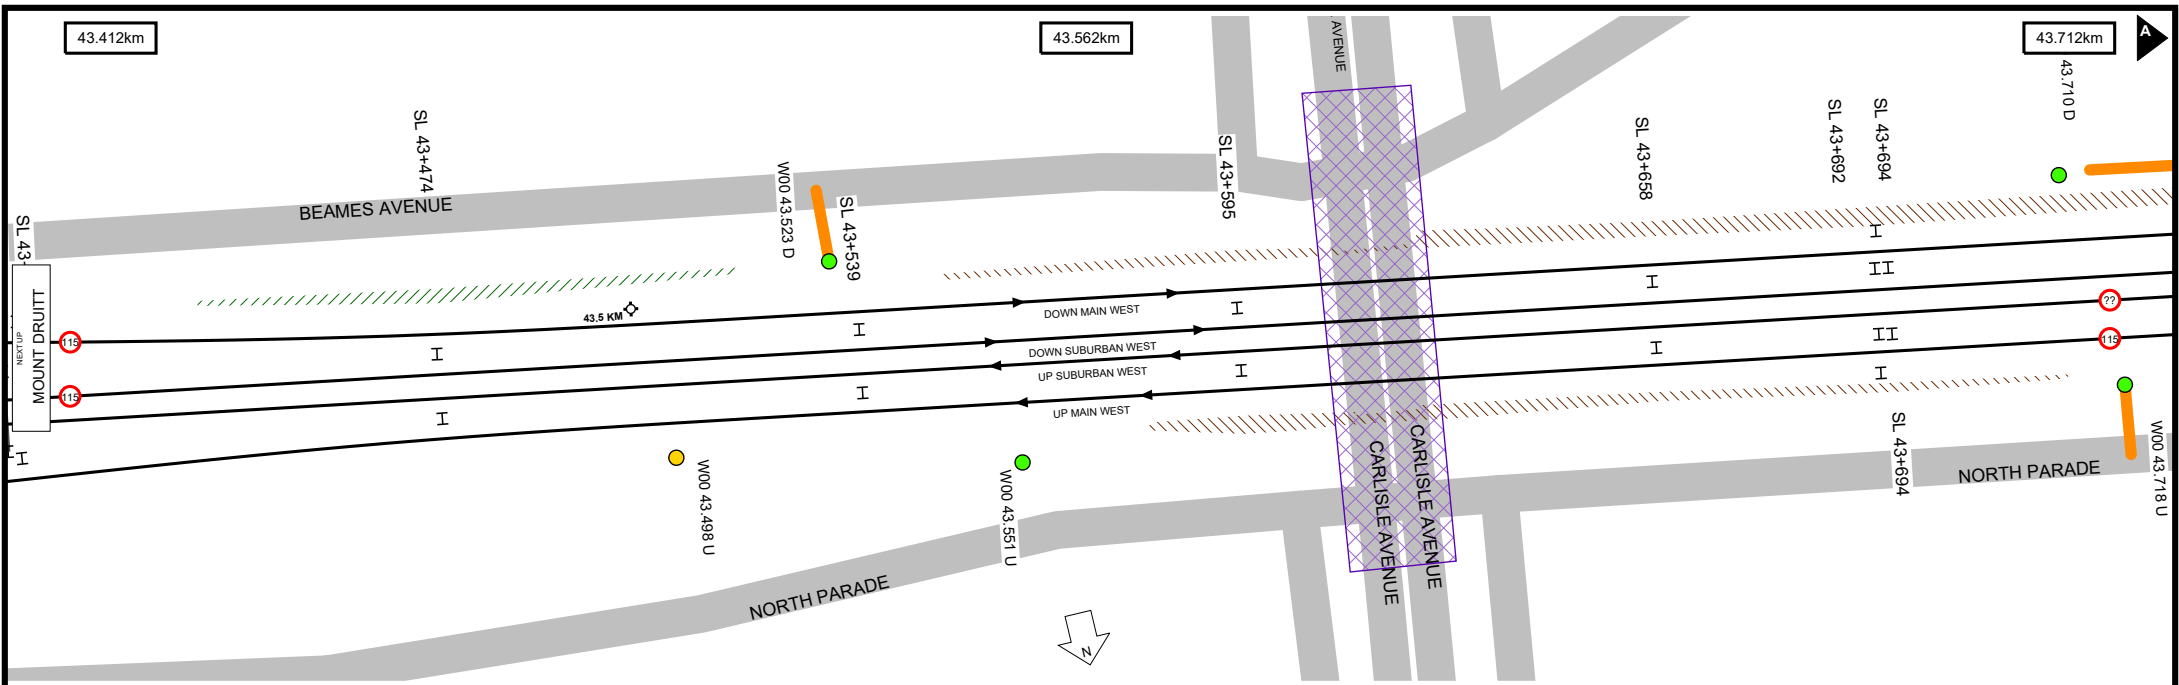 43.412km
43.562km
43.712km
A
AVENUE
43.710 D
SL 43+474
SL 43+595
SL 43+658
SL 43+692
SL 43+694
W00 43.523 D
SL 43+539
BEAMES AVENUE
SL 43-
NEXT UP
MOUNT DRUITT
115
115
43.5 KM
DOWN MAIN WEST
DOWN SUBURBAN WEST
UP SUBURBAN WEST
UP MAIN WEST
??
115
W00 43.498 U
W00 43.551 U
CARLISLE AVENUE
CARLISLE AVENUE
SL 43+694
NORTH PARADE
W00 43.718 U
NORTH PARADE
N